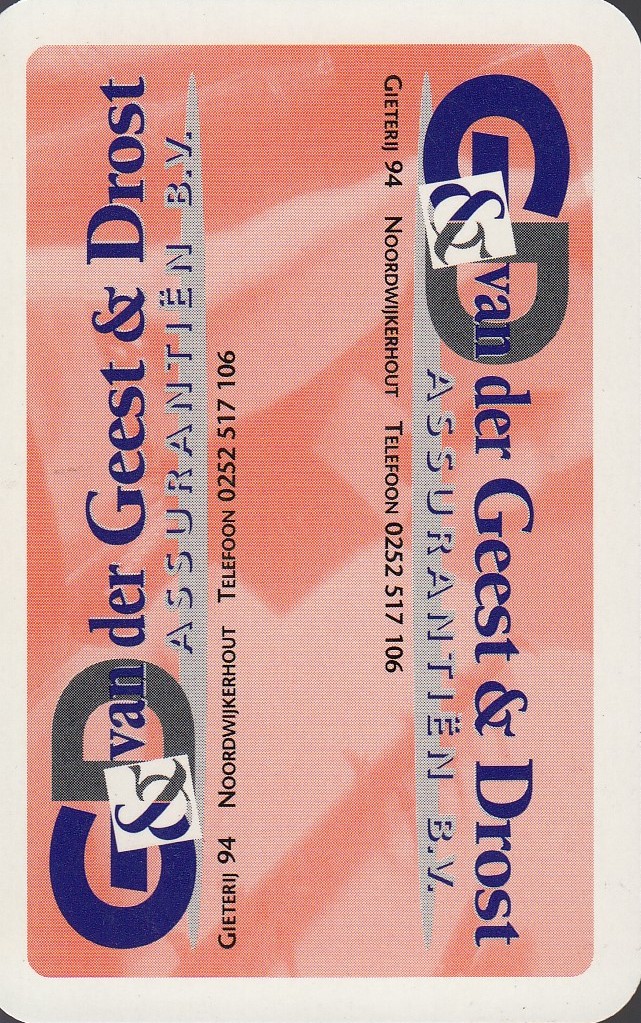 G&D
van der Geest & Drost
ASSURANTIËN B.V.
GIETERIJ 94 NOORDWIJKERHOUT TELEFOON 0252 517 106
G&D
van der Geest & Drost
ASSURANTIËN B.V.
GIETERIJ 94 NOORDWIJKERHOUT TELEFOON 0252 517 106